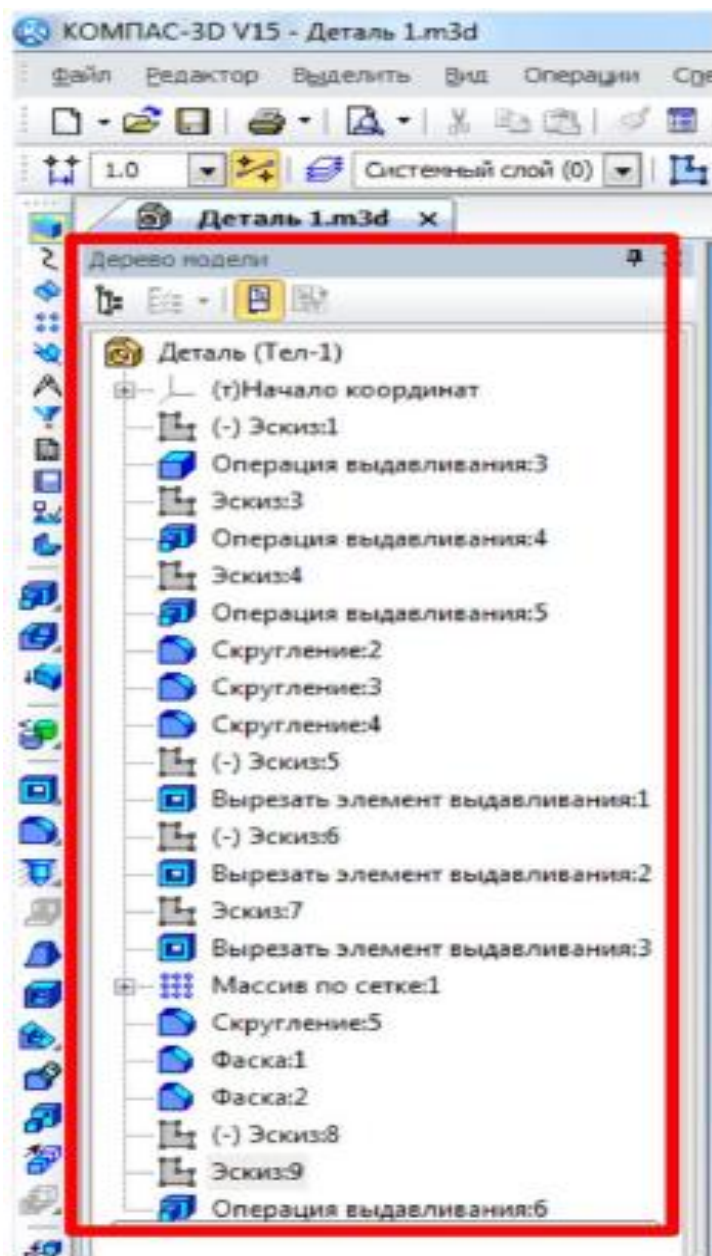 КОМПАС-3D V15 - Деталь 1.m3d
Файл Редактор Выделить Вид Операции
1.0 Системный слой (0)
Деталь 1.m3d
Дерево модели
Деталь (Тел-1)
(т)Начало координат
(-) Эскиз:1
Операция выдавливания:3
Эскиз:3
Операция выдавливания:4
Эскиз:4
Операция выдавливания:5
Скругление:2
Скругление:3
Скругление:4
(-) Эскиз:5
Вырезать элемент выдавливания:1
(-) Эскиз:6
Вырезать элемент выдавливания:2
Эскиз:7
Вырезать элемент выдавливания:3
Массив по сетке:1
Скругление:5
Фаска:1
Фаска:2
(-) Эскиз:8
Эскиз:9
Операция выдавливания:6